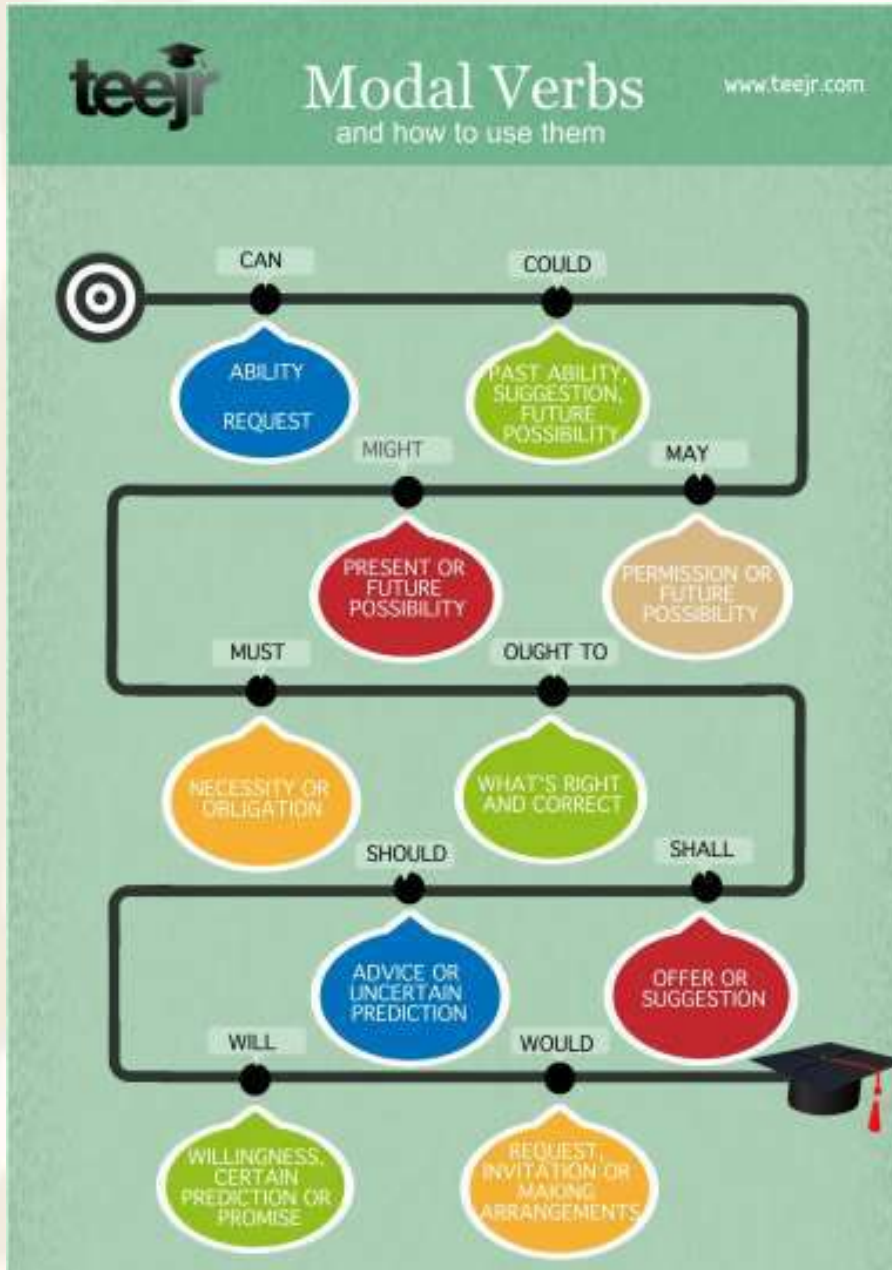 teejr
Modal Verbs
www.teejr.com
and how to use them
CAN
COULD
ABILITY
REQUEST
PAST ABILITY,
SUGGESTION,
FUTURE
POSSIBILITY
MIGHT
MAY
PRESENT OR
FUTURE
POSSIBILITY
PERMISSION OR
FUTURE
POSSIBILITY
MUST
OUGHT TO
NECESSITY OR
OBLIGATION
WHAT'S RIGHT
AND CORRECT
SHOULD
SHALL
ADVICE OR
UNCERTAIN
PREDICTION
OFFER OR
SUGGESTION
WILL
WOULD
WILLINGNESS,
CERTAIN
PREDICTION OR
PROMISE
REQUEST,
INVITATION OR
MAKING
ARRANGEMENTS